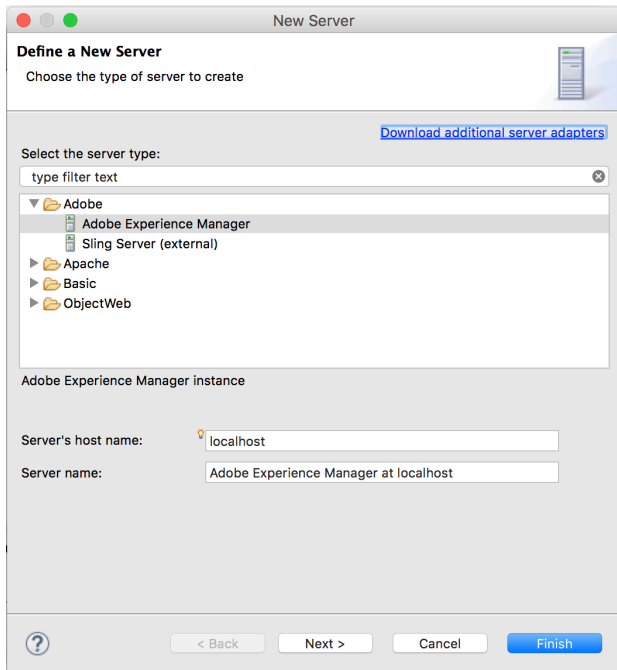 New Server
Define a New Server
Choose the type of server to create
Download additional server adapters
Select the server type:
type filter text
Adobe
Adobe Experience Manager
Sling Server (external)
Apache
Basic
ObjectWeb
Adobe Experience Manager instance
Server's host name: localhost
Server name: Adobe Experience Manager at localhost
? < Back Next > Cancel Finish